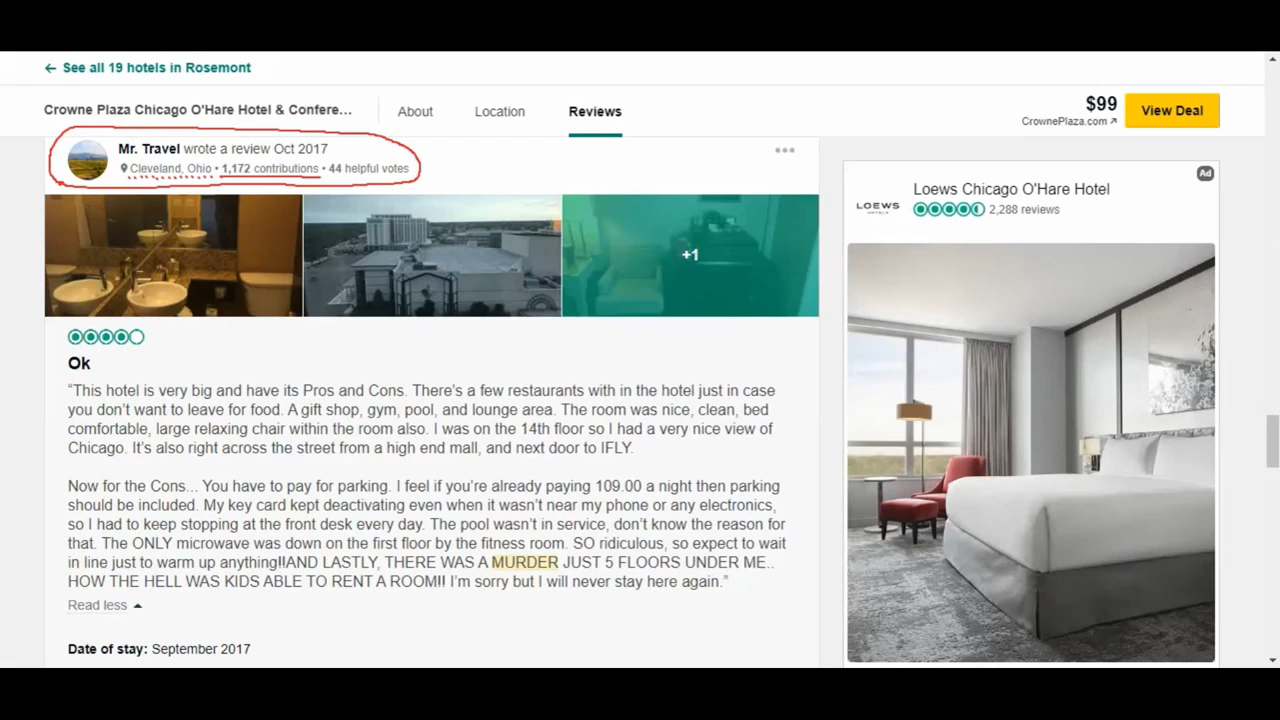 ← See all 19 hotels in Rosemont
Crowne Plaza Chicago O'Hare Hotel & Confere...
About
Location
Reviews
$99
CrownePlaza.com
View Deal
Mr. Travel wrote a review Oct 2017
Cleveland, Ohio • 1,172 contributions • 44 helpful votes
+1
Ok
“This hotel is very big and have its Pros and Cons. There’s a few restaurants with in the hotel just in case
you don’t want to leave for food. A gift shop, gym, pool, and lounge area. The room was nice, clean, bed
comfortable, large relaxing chair within the room also. I was on the 14th floor so I had a very nice view of
Chicago. It’s also right across the street from a high end mall, and next door to IFLY.
Now for the Cons... You have to pay for parking. I feel if you’re already paying 109.00 a night then parking
should be included. My key card kept deactivating even when it wasn’t near my phone or any electronics,
so I had to keep stopping at the front desk every day. The pool wasn’t in service, don’t know the reason for
that. The ONLY microwave was down on the first floor by the fitness room. SO ridiculous, so expect to wait
in line just to warm up anything!!AND LASTLY, THERE WAS A MURDER JUST 5 FLOORS UNDER ME..
HOW THE HELL WAS KIDS ABLE TO RENT A ROOM!! I’m sorry but I will never stay here again.”
Read less
Date of stay: September 2017
Ad
LOEWS
HOTELS
Loews Chicago O'Hare Hotel
2,288 reviews